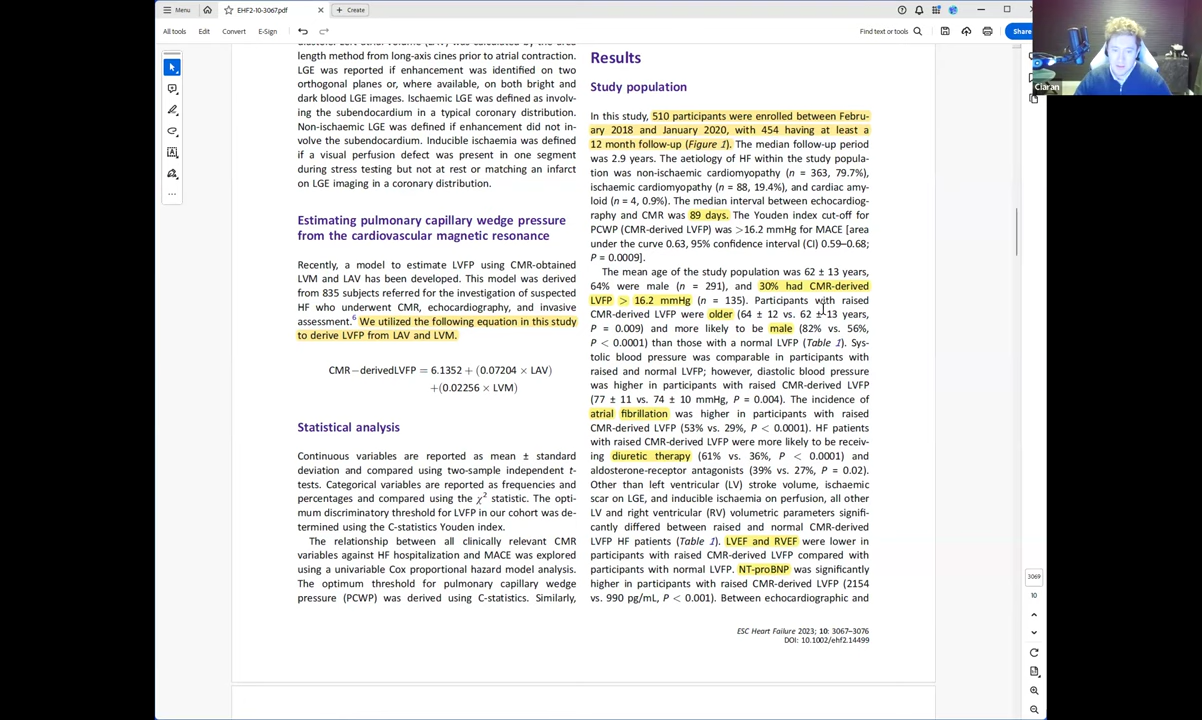 Menu
EHF2-10-3067.pdf
Create
All tools
Edit
Convert
E-Sign
Find text or tools
Share
Ciaran
length method from long-axis cines prior to atrial contraction.
LGE was reported if enhancement was identified on two
orthogonal planes or, where available, on both bright and
dark blood LGE images. Ischaemic LGE was defined as involv-
ing the subendocardium in a typical coronary distribution.
Non-ischaemic LGE was defined if enhancement did not in-
volve the subendocardium. Inducible ischaemia was defined
if a visual perfusion defect was present in one segment
during stress testing but not at rest or matching an infarct
on LGE imaging in a coronary distribution.
Estimating pulmonary capillary wedge pressure
from the cardiovascular magnetic resonance
Recently, a model to estimate LVFP using CMR-obtained
LVM and LAV has been developed. This model was derived
from 835 subjects referred for the investigation of suspected
HF who underwent CMR, echocardiography, and invasive
assessment.6 We utilized the following equation in this study
to derive LVFP from LAV and LVM.
CMR−derivedLVFP = 6.1352 + (0.07204 × LAV)
+(0.02256 × LVM)
Statistical analysis
Continuous variables are reported as mean ± standard
deviation and compared using two-sample independent t-
tests. Categorical variables are reported as frequencies and
percentages and compared using the χ2 statistic. The opti-
mum discriminatory threshold for LVFP in our cohort was de-
termined using the C-statistics Youden index.
The relationship between all clinically relevant CMR
variables against HF hospitalization and MACE was explored
using a univariable Cox proportional hazard model analysis.
The optimum threshold for pulmonary capillary wedge
pressure (PCWP) was derived using C-statistics. Similarly,
Results
Study population
In this study, 510 participants were enrolled between Febru-
ary 2018 and January 2020, with 454 having at least a
12 month follow-up (Figure 1). The median follow-up period
was 2.9 years. The aetiology of HF within the study popula-
tion was non-ischaemic cardiomyopathy (n = 363, 79.7%),
ischaemic cardiomyopathy (n = 88, 19.4%), and cardiac amy-
loid (n = 4, 0.9%). The median interval between echocardiog-
raphy and CMR was 89 days. The Youden index cut-off for
PCWP (CMR-derived LVFP) was >16.2 mmHg for MACE [area
under the curve 0.63, 95% confidence interval (CI) 0.59–0.68;
P = 0.0009].
The mean age of the study population was 62 ± 13 years,
64% were male (n = 291), and 30% had CMR-derived
LVFP > 16.2 mmHg (n = 135). Participants with raised
CMR-derived LVFP were older (64 ± 12 vs. 62 ± 13 years,
P = 0.009) and more likely to be male (82% vs. 56%,
P < 0.0001) than those with a normal LVFP (Table 1). Sys-
tolic blood pressure was comparable in participants with
raised and normal LVFP; however, diastolic blood pressure
was higher in participants with raised CMR-derived LVFP
(77 ± 11 vs. 74 ± 10 mmHg, P = 0.004). The incidence of
atrial fibrillation was higher in participants with raised
CMR-derived LVFP (53% vs. 29%, P < 0.0001). HF patients
with raised CMR-derived LVFP were more likely to be receiv-
ing diuretic therapy (61% vs. 36%, P < 0.0001) and
aldosterone-receptor antagonists (39% vs. 27%, P = 0.02).
Other than left ventricular (LV) stroke volume, ischaemic
scar on LGE, and inducible ischaemia on perfusion, all other
LV and right ventricular (RV) volumetric parameters signifi-
cantly differed between raised and normal CMR-derived
LVFP HF patients (Table 1). LVEF and RVEF were lower in
participants with raised CMR-derived LVFP compared with
participants with normal LVFP. NT-proBNP was significantly
higher in participants with raised CMR-derived LVFP (2154
vs. 990 pg/mL, P < 0.001). Between echocardiographic and
ESC Heart Failure 2023; 10: 3067–3076
DOI: 10.1002/ehf2.14499
3069
10